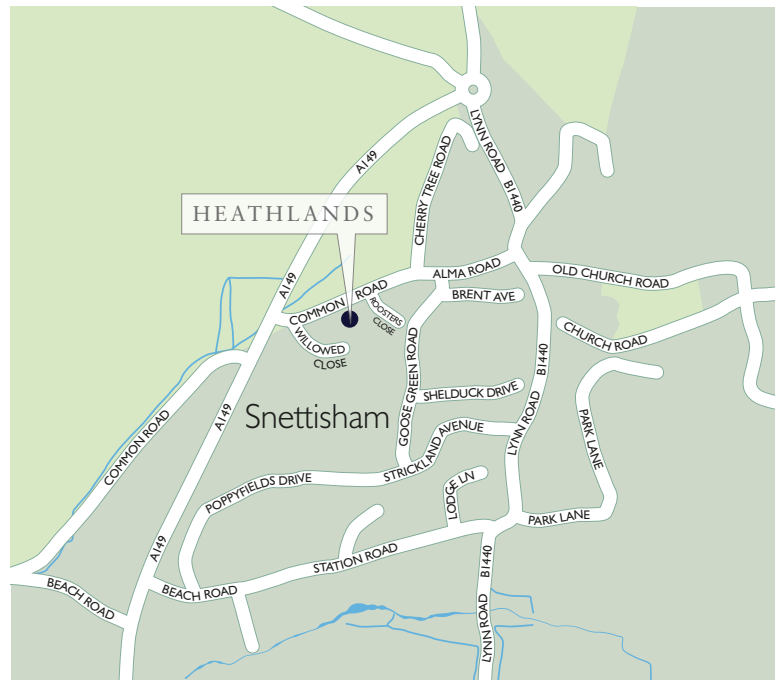 LYNN ROAD
B1440
A149
CHERRY TREE ROAD
HEATHLANDS
ALMA ROAD
OLD CHURCH ROAD
A149
COMMON ROAD
BRENT AVE
ROOSTERS
CLOSE
WILLOWED
CLOSE
CHURCH ROAD
GOOSE GREEN ROAD
B1440
SHELDUCK DRIVE
LYNN ROAD
A149
Snettisham
COMMON ROAD
STRICKLAND AVENUE
PARK LANE
POPPYFIELDS DRIVE
LODGE LN
PARK LANE
A149
STATION ROAD
B1440
BEACH ROAD
BEACH ROAD
LYNN ROAD